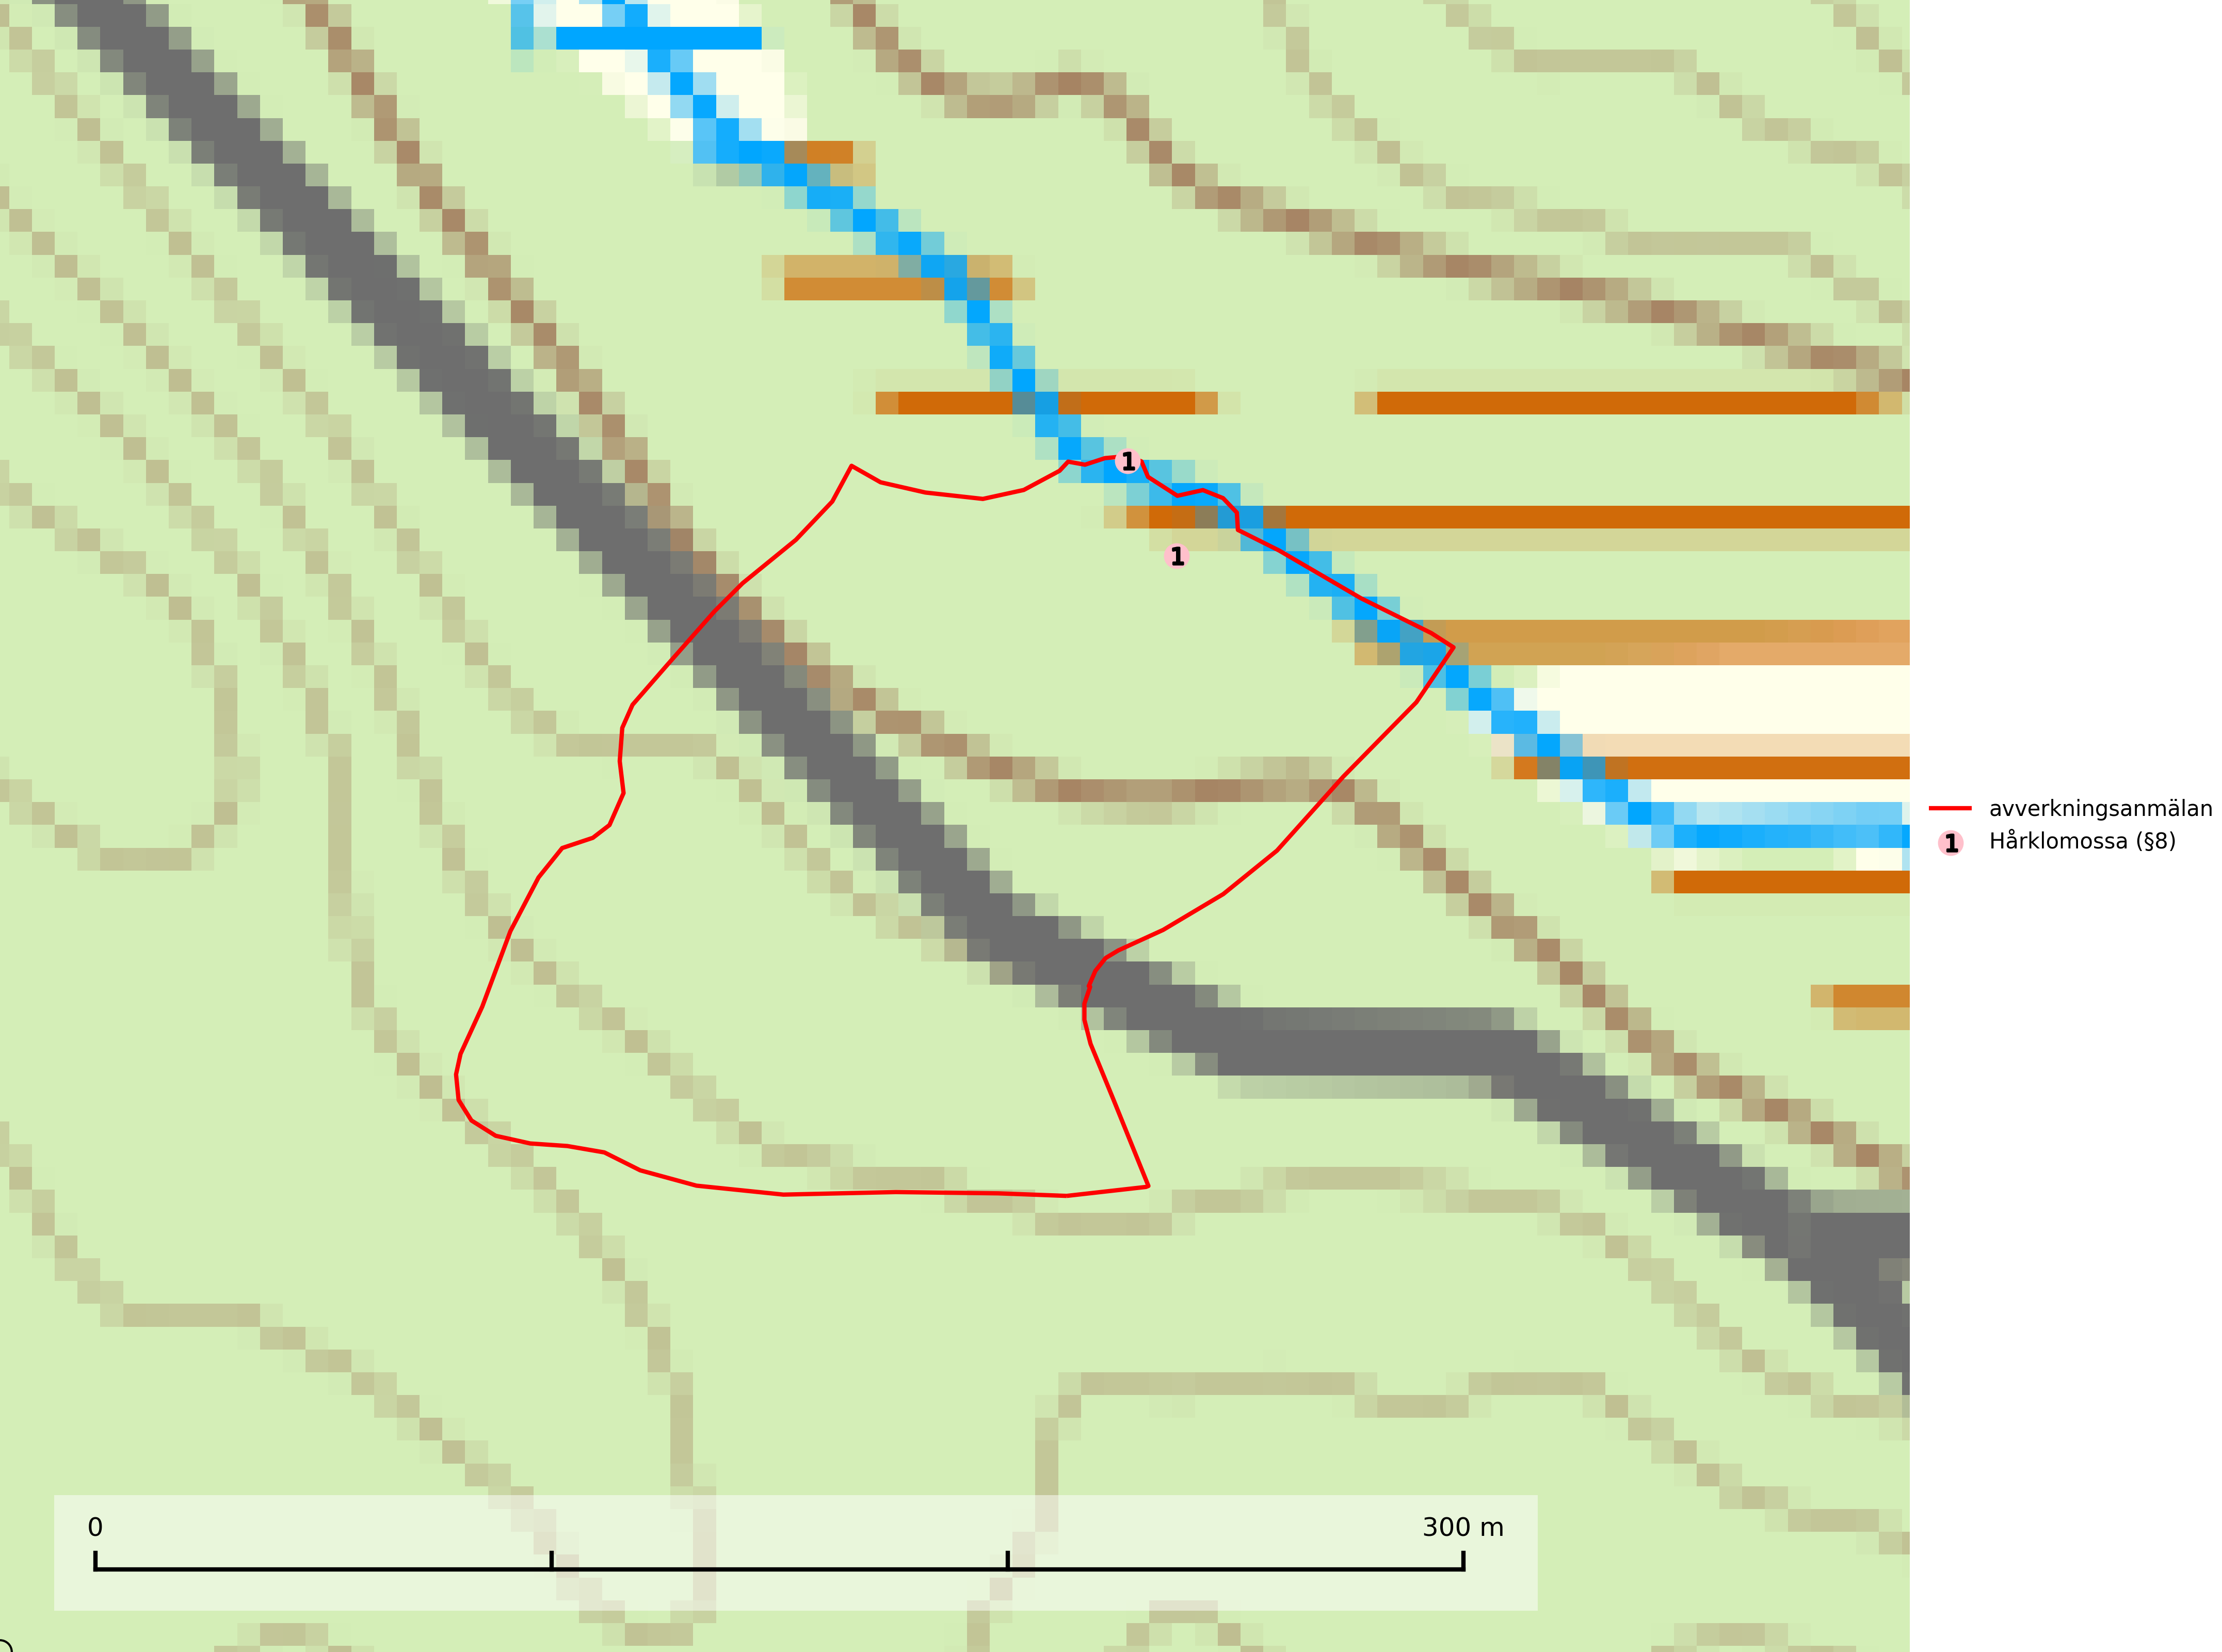 1
1
avverkningsanmälan
1 Hårklomossa (§8)
0 300 m